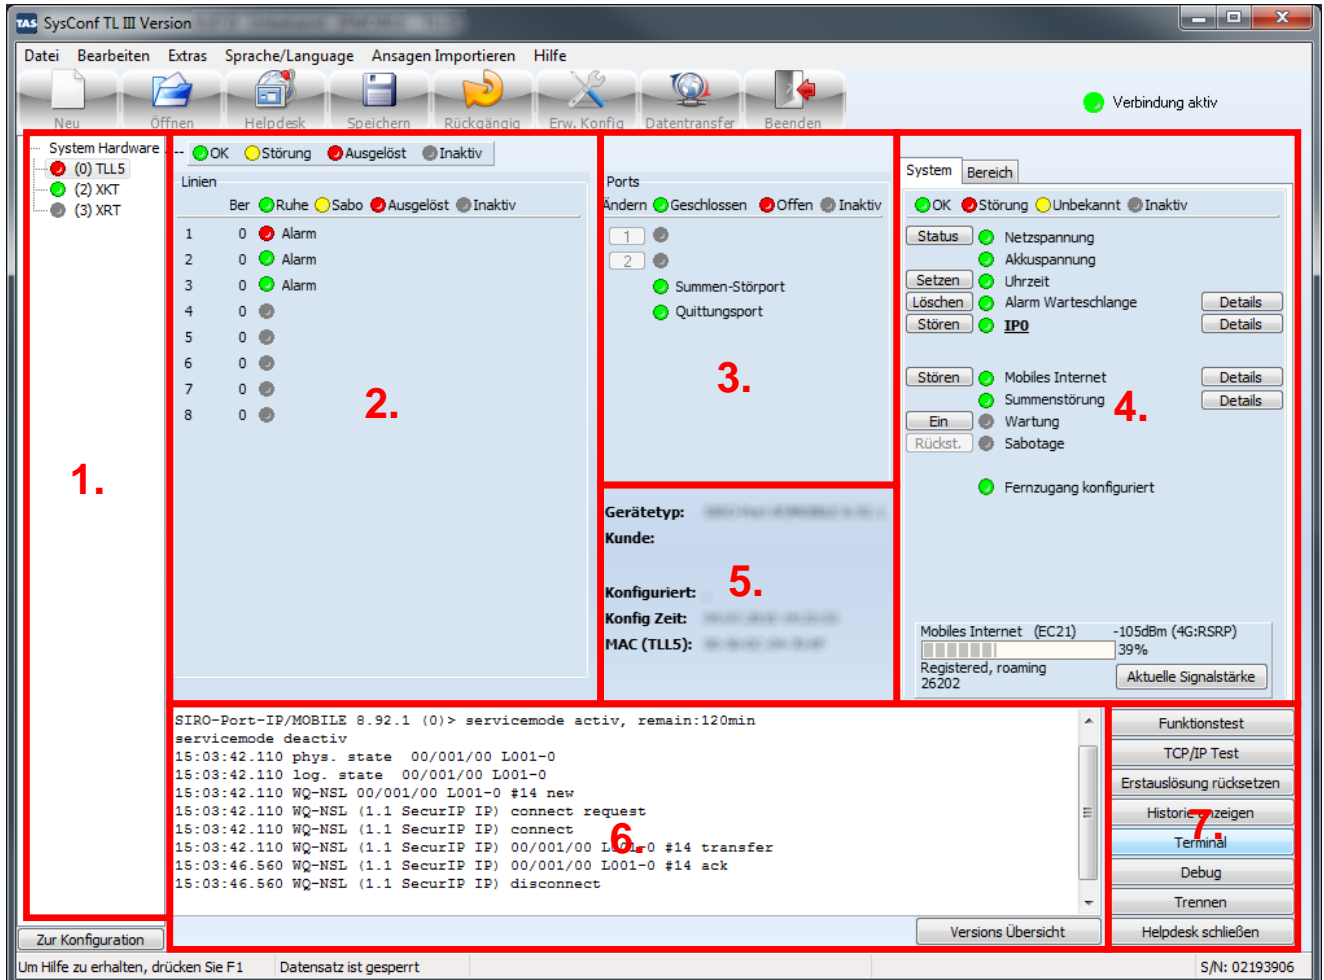 TAS SysConf TL III Version
Datei Bearbeiten Extras Sprache/Language Ansagen Importieren Hilfe
Neu Öffnen Helpdesk Speichern Rückgängig Erw. Konfig Datentransfer Beenden
Verbindung aktiv
System Hardware
(0) TLL5
(2) XKT
(3) XRT
1.
OK Störung Ausgelöst Inaktiv
Linien
Ber Ruhe Sabo Ausgelöst Inaktiv
1 0 Alarm
2 0 Alarm
3 0 Alarm
4 0
5 0
6 0
7 0
8 0
2.
Ports
Ändern Geschlossen Offen Inaktiv
1
2
Summen-Störport
Quittungsport
3.
System Bereich
OK Störung Unbekannt Inaktiv
Status Netzspannung
Akkuspannung
Setzen Uhrzeit
Löschen Alarm Warteschlange Details
Stören IP0 Details
Stören Mobiles Internet Details
Summenstörung Details
Ein Wartung
Rückst. Sabotage
Fernzugang konfiguriert
4.
Mobiles Internet (EC21) -105dBm (4G:RSRP)
39%
Registered, roaming
26202
Aktuelle Signalstärke
Gerätetyp:
Kunde:
Konfiguriert:
Konfig Zeit:
MAC (TLL5):
5.
SIRO-Port-IP/MOBILE 8.92.1 (0)> servicemode activ, remain:120min
servicemode deactiv
15:03:42.110 phys. state 00/001/00 L001-0
15:03:42.110 log. state 00/001/00 L001-0
15:03:42.110 WQ-NSL 00/001/00 L001-0 #14 new
15:03:42.110 WQ-NSL (1.1 SecurIP IP) connect request
15:03:42.110 WQ-NSL (1.1 SecurIP IP) connect
15:03:42.110 WQ-NSL (1.1 SecurIP IP) 00/001/00 L001-0 #14 transfer
15:03:46.560 WQ-NSL (1.1 SecurIP IP) 00/001/00 L001-0 #14 ack
15:03:46.560 WQ-NSL (1.1 SecurIP IP) disconnect
6.
Versions Übersicht
Funktionstest
TCP/IP Test
Erstauslösung rücksetzen
Historie anzeigen
7.
Terminal
Debug
Trennen
Helpdesk schließen
Zur Konfiguration
Um Hilfe zu erhalten, drücken Sie F1 Datensatz ist gesperrt S/N: 02193906